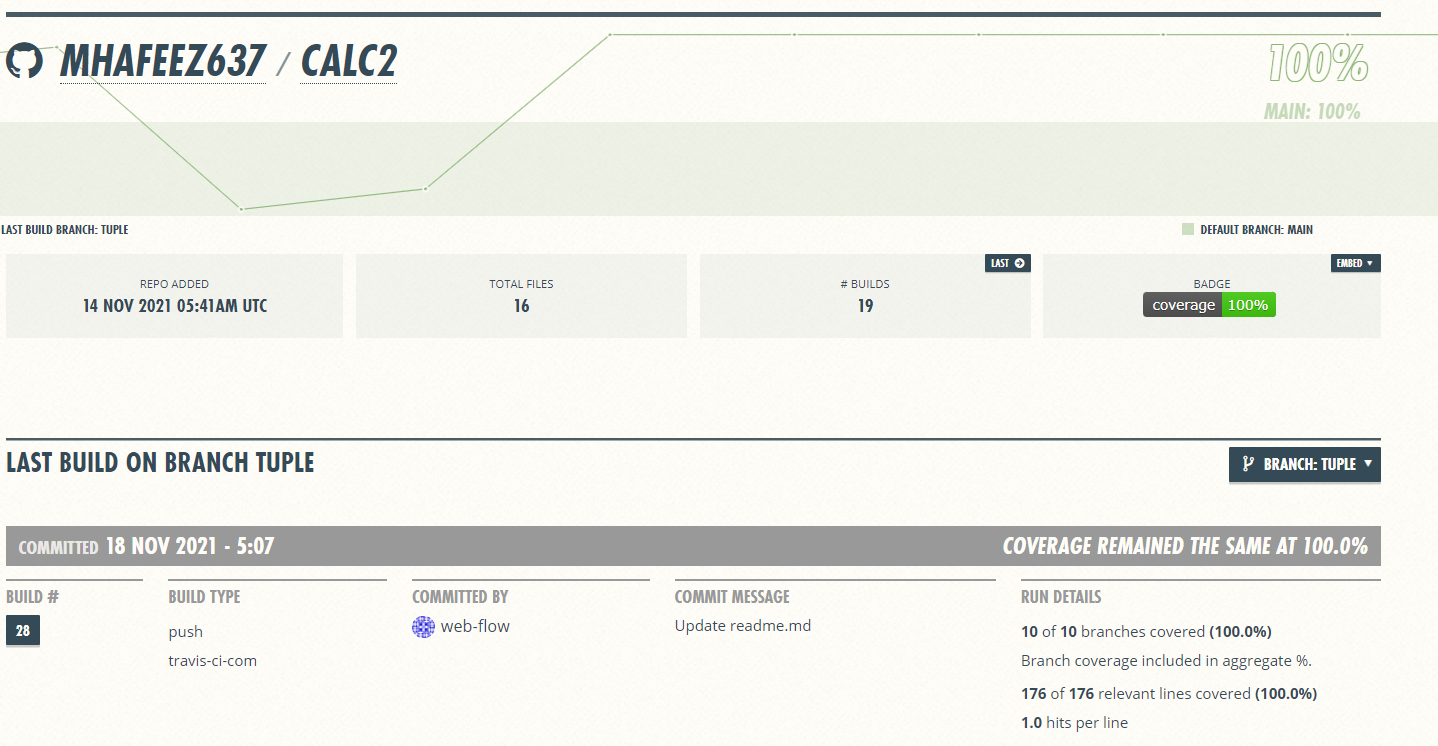 MHAFEEZ637 / CALC2
100%
MAIN: 100%
LAST BUILD BRANCH: TUPLE
DEFAULT BRANCH: MAIN
REPO ADDED
14 NOV 2021 05:41AM UTC
TOTAL FILES
16
LAST
# BUILDS
19
EMBED
BADGE
coverage 100%
LAST BUILD ON BRANCH TUPLE
BRANCH: TUPLE
COMMITTED 18 NOV 2021 - 5:07
COVERAGE REMAINED THE SAME AT 100.0%
BUILD #
28
BUILD TYPE
push
travis-ci-com
COMMITTED BY
web-flow
COMMIT MESSAGE
Update readme.md
RUN DETAILS
10 of 10 branches covered (100.0%)
Branch coverage included in aggregate %.
176 of 176 relevant lines covered (100.0%)
1.0 hits per line